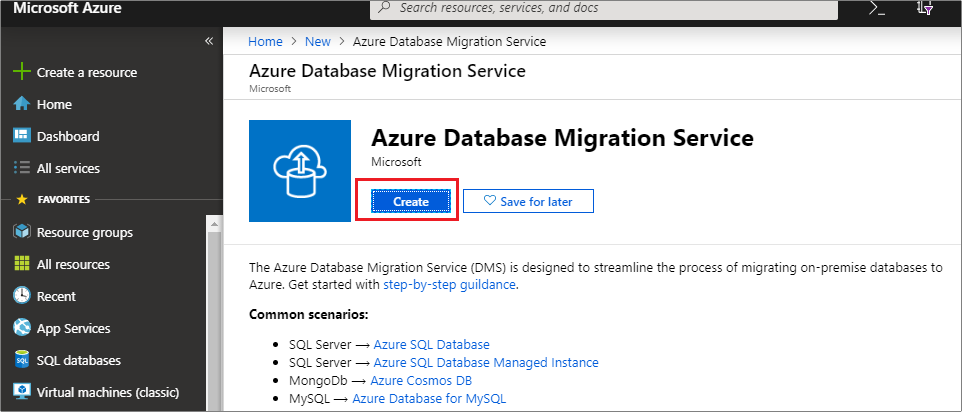 Microsoft Azure
Search resources, services, and docs
«
Create a resource
Home
Dashboard
All services
FAVORITES
Resource groups
All resources
Recent
App Services
SQL
SQL databases
Virtual machines (classic)
Home > New > Azure Database Migration Service
Azure Database Migration Service
Microsoft
Azure Database Migration Service
Microsoft
Create
Save for later
The Azure Database Migration Service (DMS) is designed to streamline the process of migrating on-premise databases to
Azure. Get started with step-by-step guildance.
Common scenarios:
• SQL Server → Azure SQL Database
• SQL Server → Azure SQL Database Managed Instance
• MongoDb → Azure Cosmos DB
• MySQL → Azure Database for MySQL